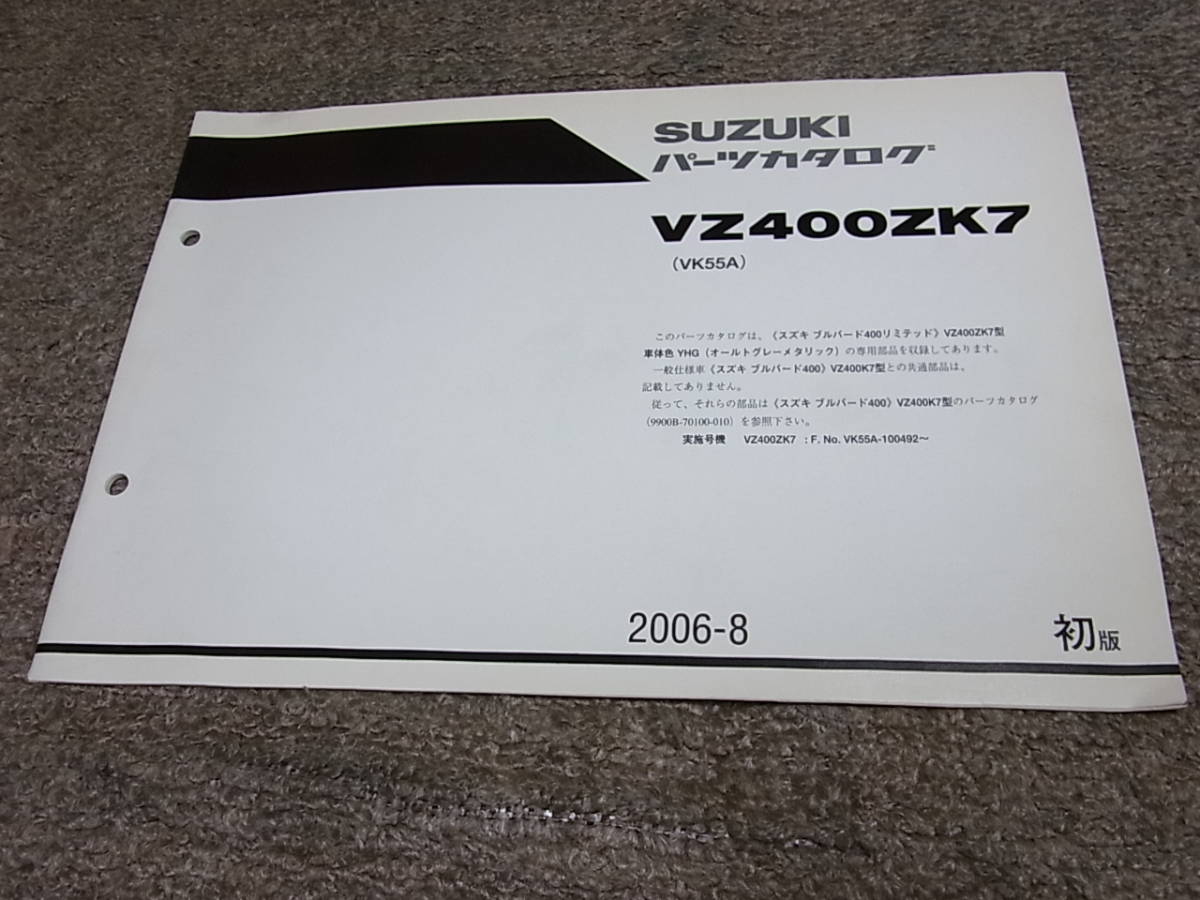 SUZUKI
パーツカタログ
VZ400ZK7
(VK55A)
このパーツカタログは、《スズキ ブルバード400リミテッド》VZ400ZK7型
車体色 YHG（オールトグレーメタリック）の専用部品を収録してあります。
一般仕様車《スズキ ブルバード400》VZ400K7型との共通部品は、
記載してありません。
従って、それらの部品は《スズキ ブルバード400》VZ400K7型のパーツカタログ
（9900B-70100-010）を参照下さい。
実施号機 VZ400ZK7 : F. No. VK55A-100492～
2006-8
初版